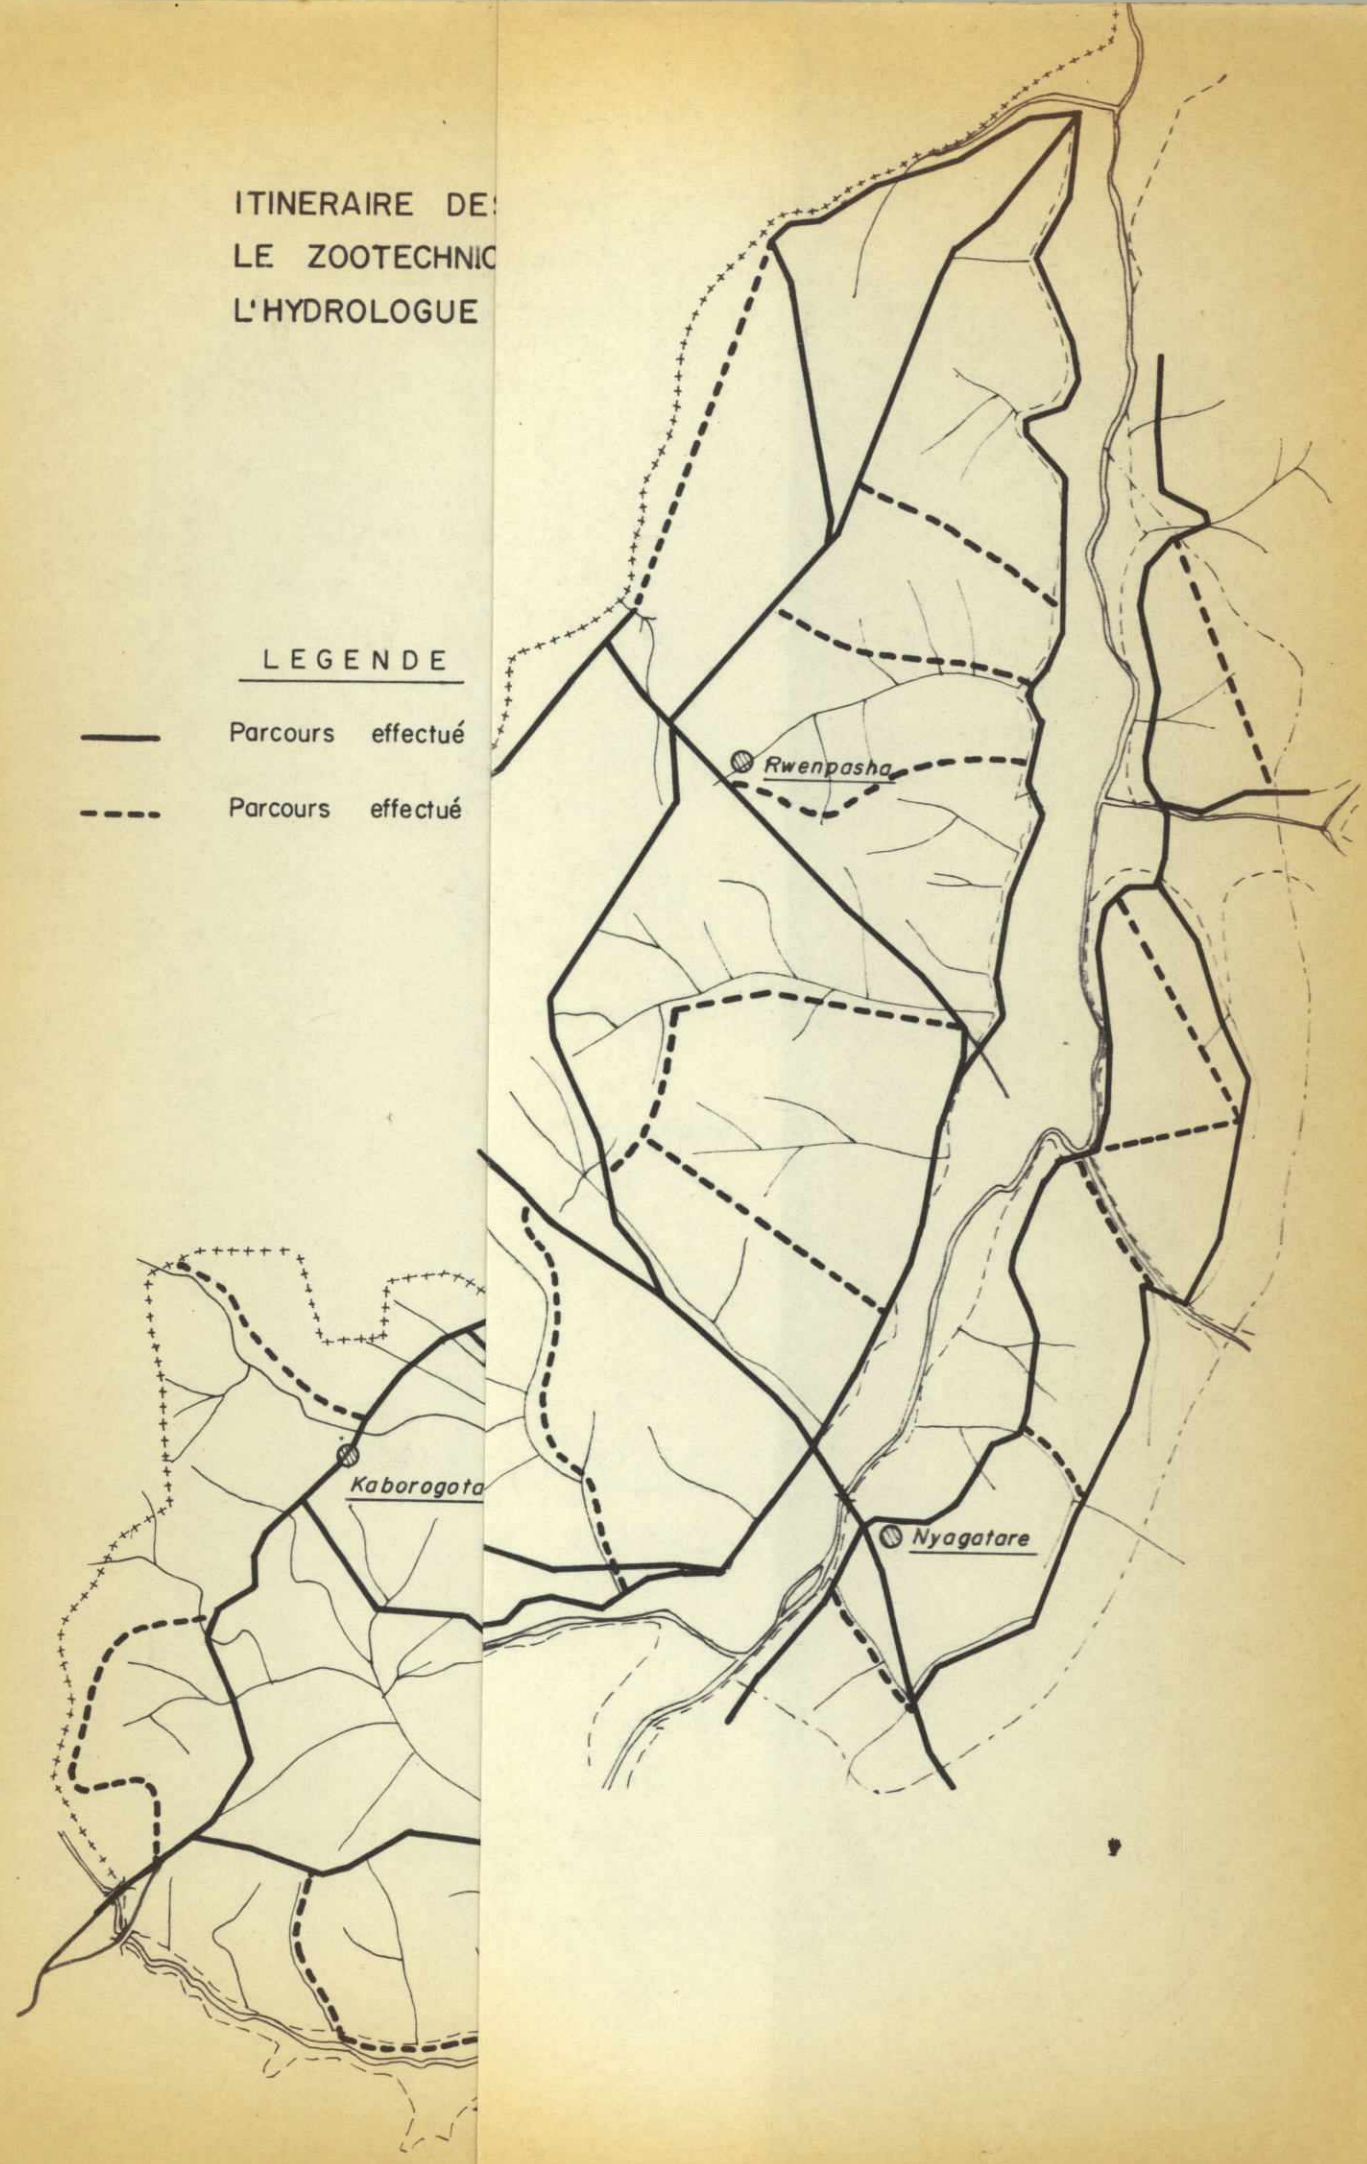 ITINERAIRE DES
LE ZOOTECHNIC
L'HYDROLOGUE
LEGENDE
Parcours effectué
Parcours effectué
Rwenpasha
Kaborogota
Nyagatare